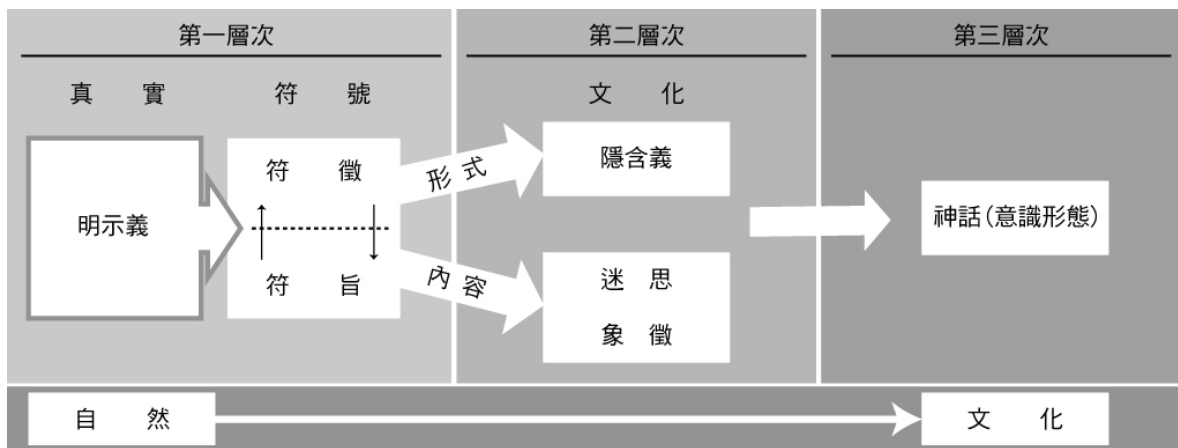 第一層次
第二層次
第三層次
真實
符號
文化
明示義
符徵
符旨
形式
內容
隱含義
迷思
象徵
神話(意識形態)
自然
文化